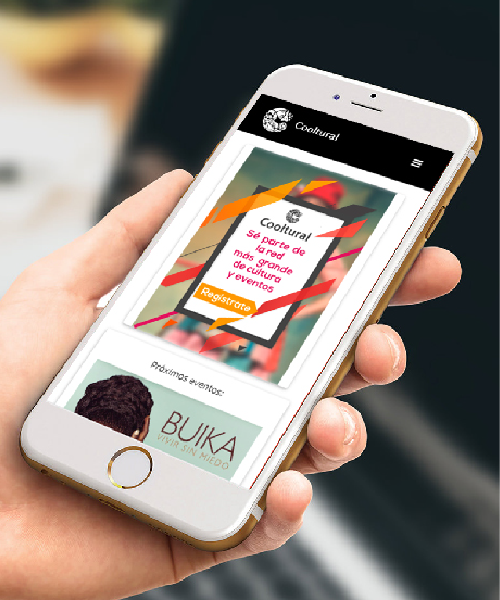 Cooltural
Cooltural
Sé parte de
la red
más grande
de cultura
y eventos
Regístrate
Próximos eventos:
BUIKA
VIVIR SIN MIEDO